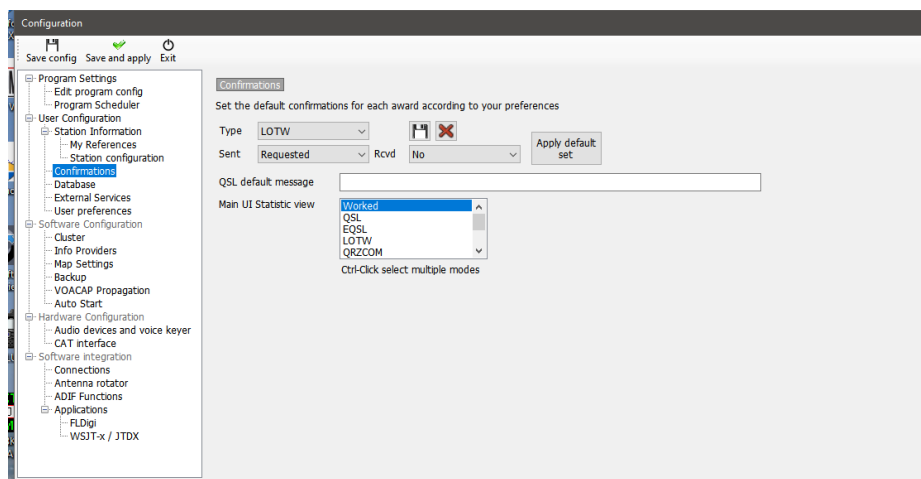 Configuration
Save config Save and apply Exit
Program Settings
Edit program config
Program Scheduler
User Configuration
Station Information
My References
Station configuration
Confirmations
Database
External Services
User preferences
Software Configuration
Cluster
Info Providers
Map Settings
Backup
VOACAP Propagation
Auto Start
Hardware Configuration
Audio devices and voice keyer
CAT interface
Software integration
Connections
Antenna rotator
ADIF Functions
Applications
FLDigi
WSJT-x / JTDX
Confirmations
Set the default confirmations for each award according to your preferences
Type LOTW
Sent Requested Rcvd No
Apply default
set
QSL default message
Main UI Statistic view
Worked
QSL
EQSL
LOTW
QRZCOM
Ctrl-Click select multiple modes